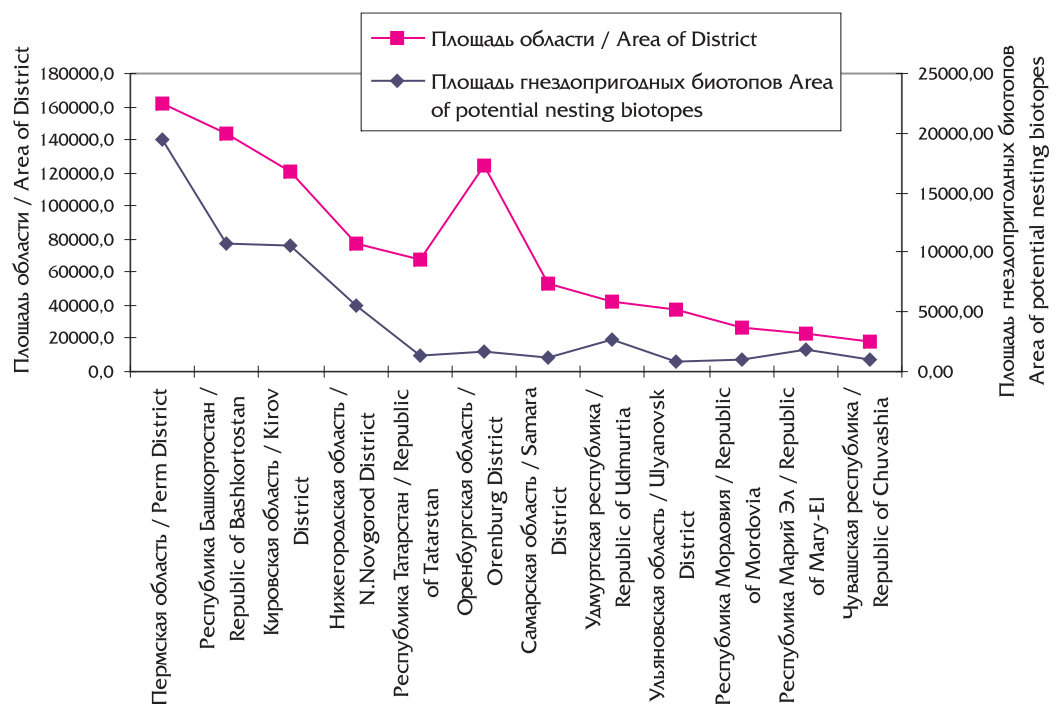 Площадь области / Area of District
Площадь гнездопригодных биотопов Area
of potential nesting biotopes
Площадь области / Area of District
180000,0
160000,0
140000,0
120000,0
100000,0
80000,0
60000,0
40000,0
20000,0
0,0
25000,00
20000,00
15000,00
10000,00
5000,00
0,00
Площадь гнездопригодных биотопов
Area of potential nesting biotopes
Пермская область / Perm District
Республика Башкортостан /
Republic of Bashkortostan
Кировская область / Kirov
District
Нижегородская область /
N.Novgorod District
Республика Татарстан / Republic
of Tatarstan
Оренбургская область /
Orenburg District
Самарская область / Samara
District
Удмуртская республика /
Republic of Udmurtia
Ульяновская область / Ulyanovsk
District
Республика Мордовия / Republic
of Mordovia
Республика Марий Эл / Republic
of Mary-El
Чувашская республика /
Republic of Chuvashia